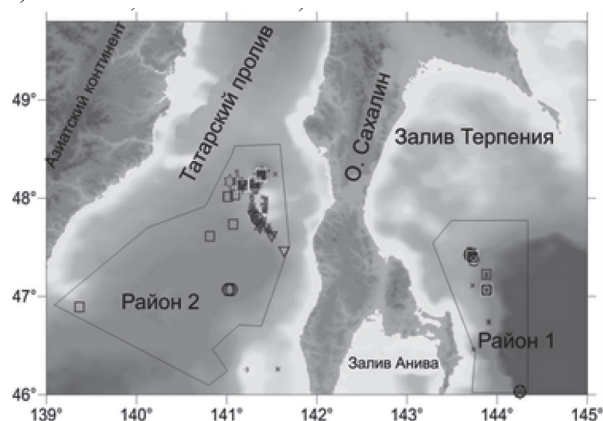 Азиатский континент
Татарский пролив
О. Сахалин
Залив Терпения
49°
48°
47°
46°
Район 2
Район 1
Залив Анива
139° 140° 141° 142° 143° 144° 145°